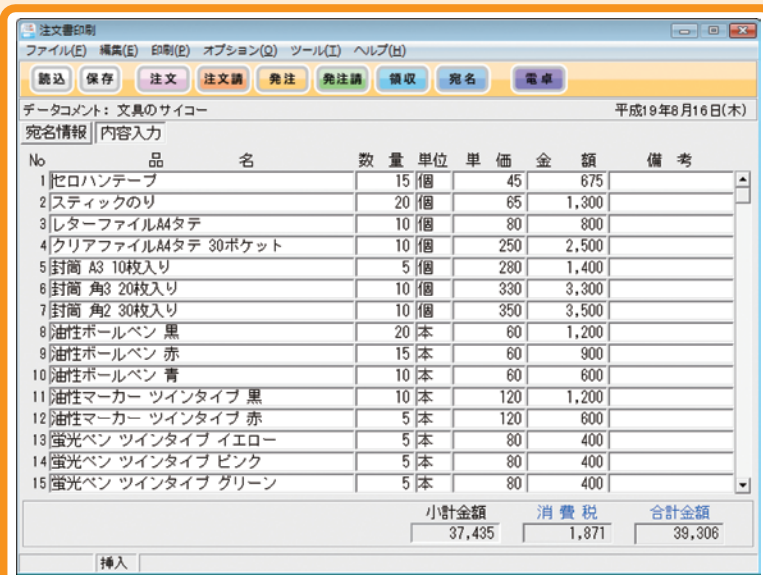 注文書印刷
ファイル(F) 編集(E) 印刷(P) オプション(O) ツール(T) ヘルプ(H)
読込 保存 注文 注文請 発注 発注請 領収 宛名 電卓
データコメント: 文具のサイコー 平成19年8月16日(木)
宛名情報 内容入力
No 品 名 数 量 単位 単 価 金 額 備 考
1 セロハンテープ 15 個 45 675
2 スティックのり 20 個 65 1,300
3 レターファイルA4タテ 10 個 80 800
4 クリアファイルA4タテ 30ポケット 10 個 250 2,500
5 封筒 A3 10枚入り 5 個 280 1,400
6 封筒 角3 20枚入り 10 個 330 3,300
7 封筒 角2 30枚入り 10 個 350 3,500
8 油性ボールペン 黒 20 本 60 1,200
9 油性ボールペン 赤 15 本 60 900
10 油性ボールペン 青 10 本 60 600
11 油性マーカー ツインタイプ 黒 10 本 120 1,200
12 油性マーカー ツインタイプ 赤 5 本 120 600
13 蛍光ペン ツインタイプ イエロー 5 本 80 400
14 蛍光ペン ツインタイプ ピンク 5 本 80 400
15 蛍光ペン ツインタイプ グリーン 5 本 80 400
小計金額 消費税 合計金額
37,435 1,871 39,306
挿入